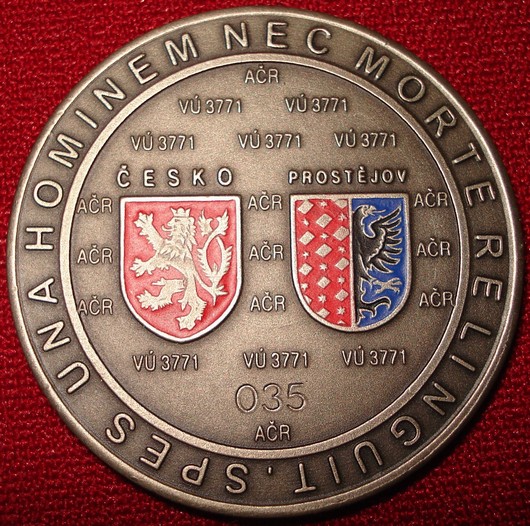 SPES UNA HOMINEM NEC MORTE RELINGUIT.
AČR
VÚ 3771 VÚ 3771
VÚ 3771 VÚ 3771 VÚ 3771
ČESKO PROSTĚJOV
AČR AČR AČR
AČR AČR AČR
AČR AČR AČR
VÚ 3771 VÚ 3771 VÚ 3771
035
AČR